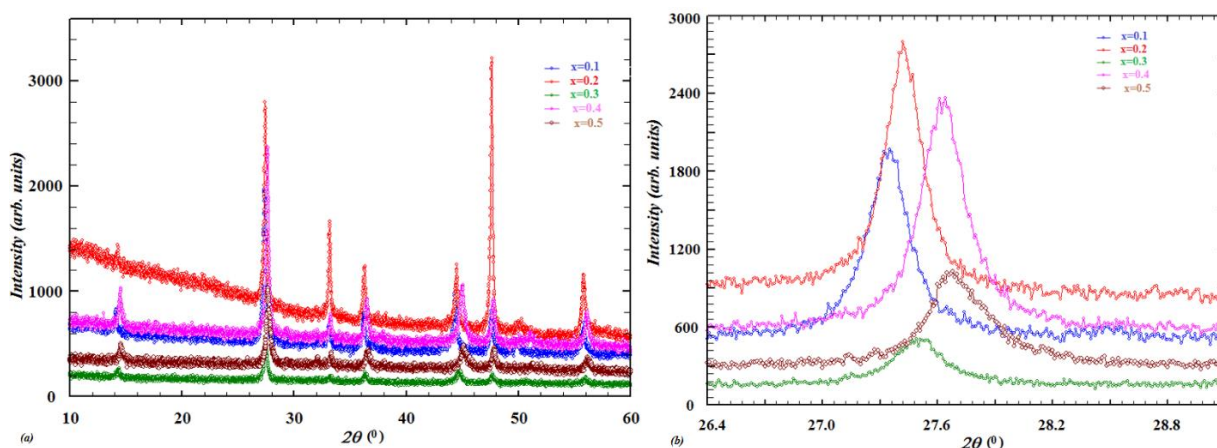 3000
2000
1000
0
10
20
30
40
50
60
Intensity (arb. units)
2θ (⁰)
(a)
x=0.1
x=0.2
x=0.3
x=0.4
x=0.5
3000
2400
1800
1200
600
0
26.4
27.0
27.6
28.2
28.8
Intensity (arb. units)
2θ (⁰)
(b)
x=0.1
x=0.2
x=0.3
x=0.4
x=0.5